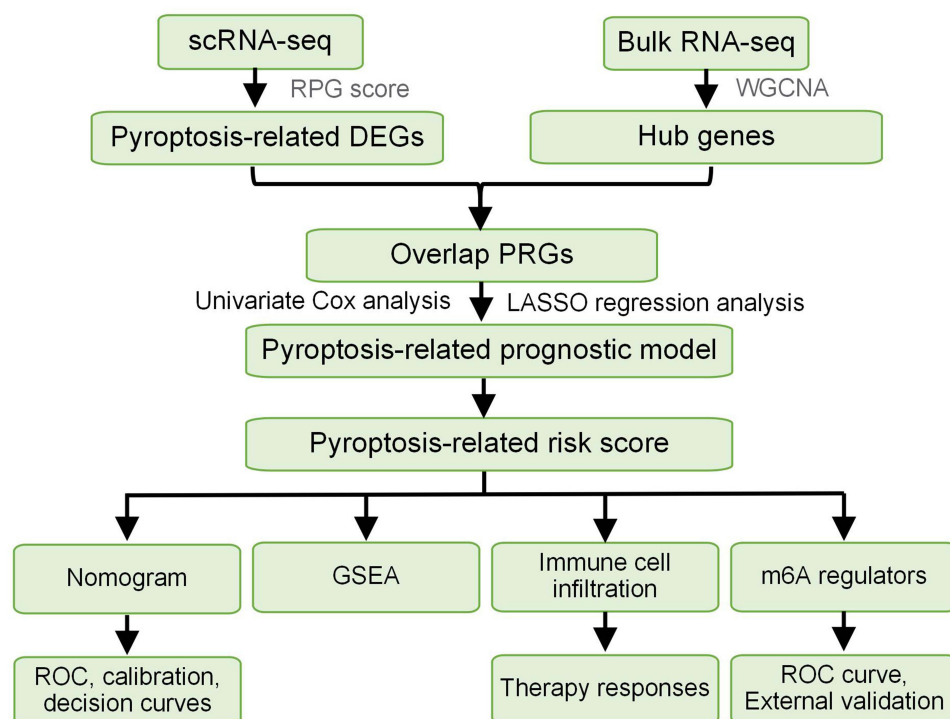 scRNA-seq
Bulk RNA-seq
RPG score
WGCNA
Pyroptosis-related DEGs
Hub genes
Overlap PRGs
Univariate Cox analysis
LASSO regression analysis
Pyroptosis-related prognostic model
Pyroptosis-related risk score
Nomogram
GSEA
Immune cell
infiltration
m6A regulators
ROC, calibration,
decision curves
Therapy responses
ROC curve,
External validation